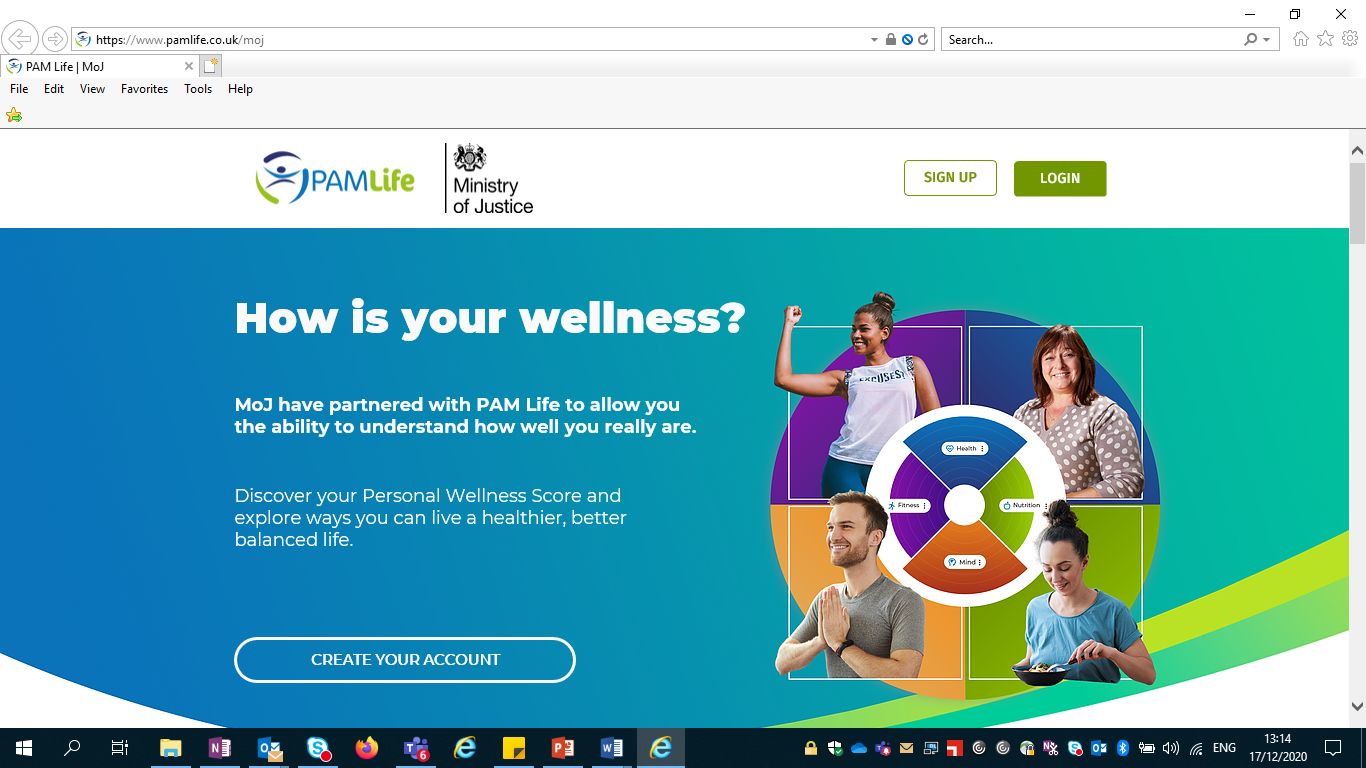 https://www.pamlife.co.uk/moj
Search...
PAM Life | MoJ
File Edit View Favorites Tools Help
PAMLife
Ministry
of Justice
SIGN UP
LOGIN
How is your wellness?
MoJ have partnered with PAM Life to allow you
the ability to understand how well you really are.
Discover your Personal Wellness Score and
explore ways you can live a healthier, better
balanced life.
CREATE YOUR ACCOUNT
EXCUSES?
Health
Fitness
Nutrition
Mind
6
ENG
13:14
17/12/2020